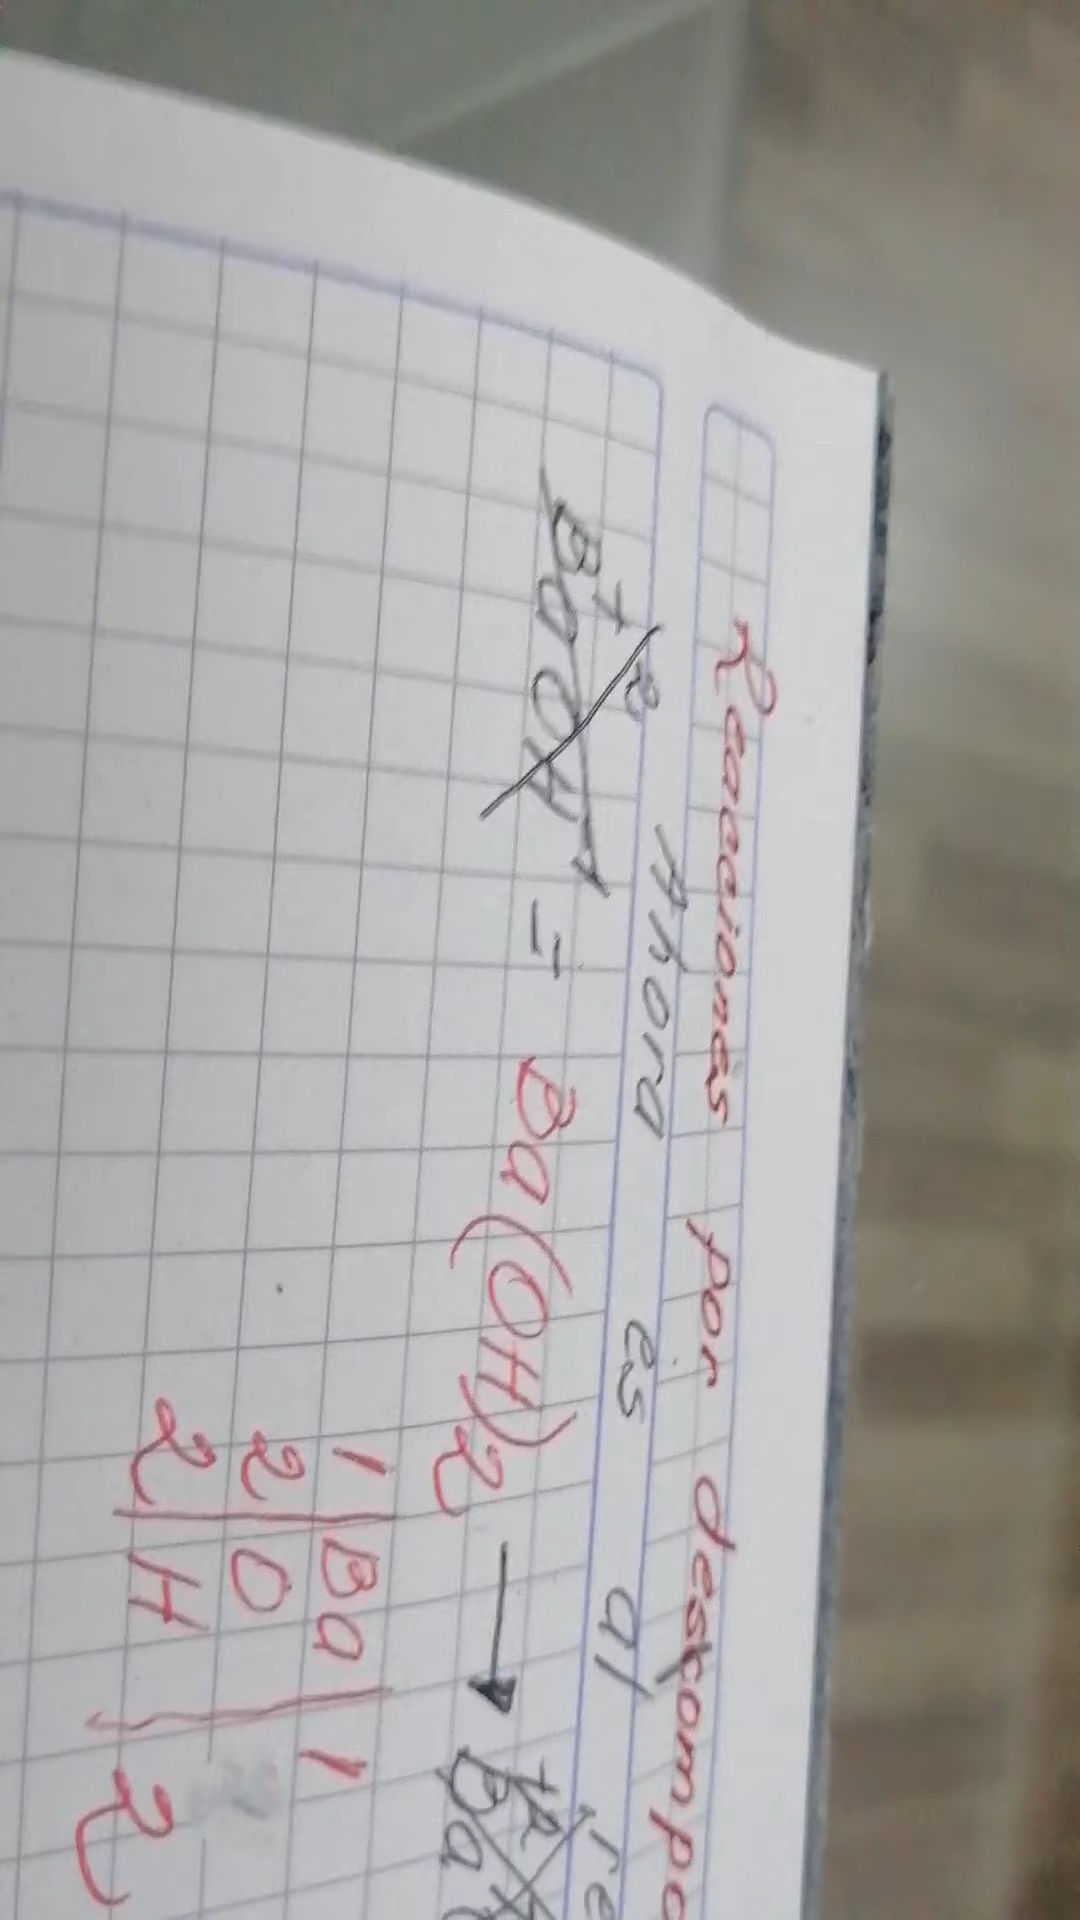 Reacciones por descompo
Ahora es al re
Ba+2 OH- = Ba(OH)2 → +2 Ba
1 | Ba | 1
2 | O |
2 | H | 2